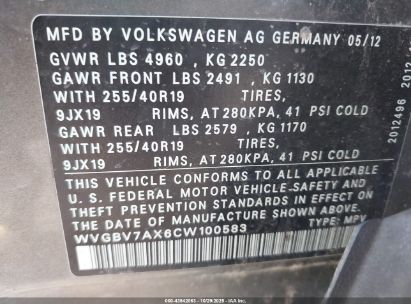 MFD BY VOLKSWAGEN AG GERMANY 05/12
GVWR LBS 4960 , KG 2250
GAWR FRONT LBS 2491 , KG 1130
WITH 255/40R19 TIRES,
9JX19 RIMS, AT 280KPA, 41 PSI COLD
GAWR REAR LBS 2579 , KG 1170
WITH 255/40R19 TIRES,
9JX19 RIMS, AT 280KPA, 41 PSI COLD
THIS VEHICLE CONFORMS TO ALL APPLICABLE
U. S. FEDERAL MOTOR VEHICLE SAFETY AND
THEFT PREVENTION STANDARDS IN EFFECT ON
THE DATE OF MANUFACTURE SHOWN ABOVE.
WVGBV7AX6CW100583 TYPE: MPV
2012496 2012